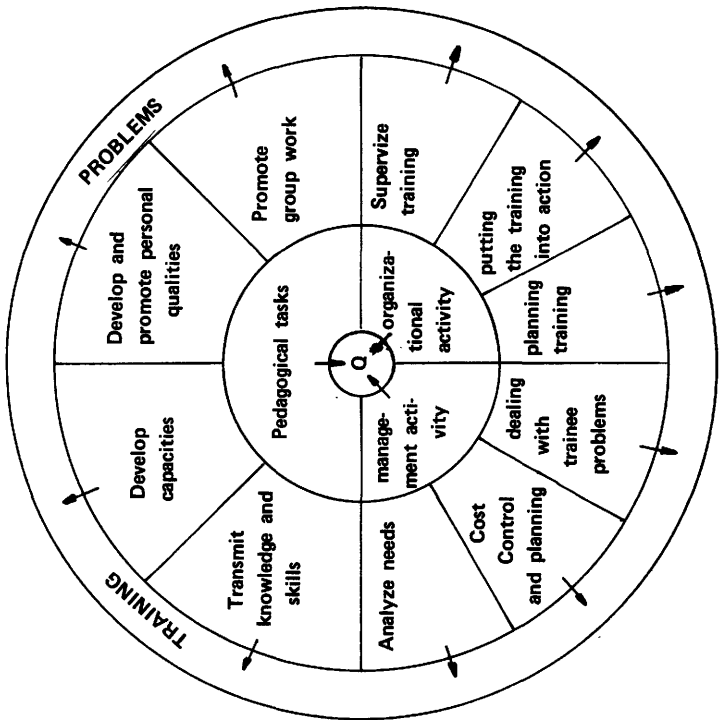 TRAINING PROBLEMS
Transmit
knowledge and
skills
Develop
capacities
Develop and
promote personal
qualities
Promote
group work
Pedagogical tasks
Q
manage-
ment acti-
vity
organiza-
tional
activity
Analyze needs
Cost
Control
and planning
dealing
with
trainee
problems
planning
training
putting
the training
into action
Supervize
training